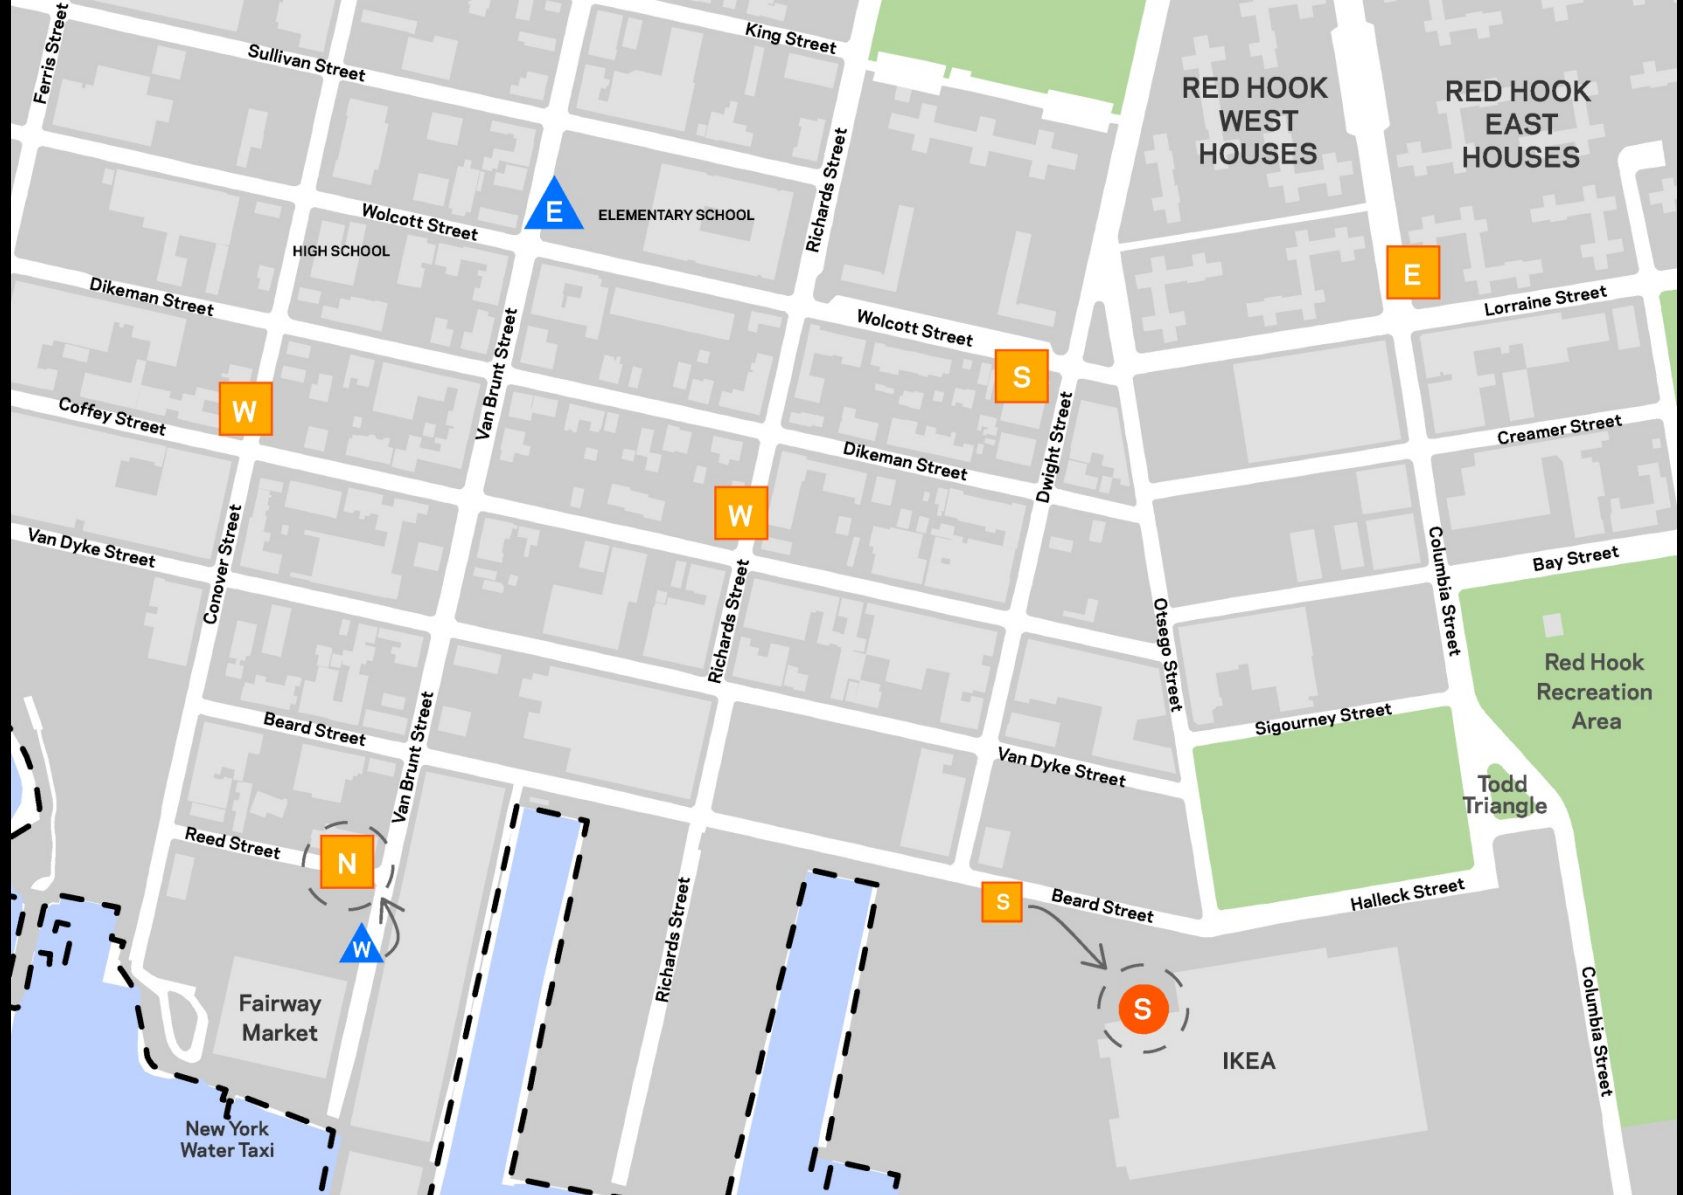 King Street
Ferris Street
Sullivan Street
RED HOOK
WEST
HOUSES
RED HOOK
EAST
HOUSES
Richards Street
E
ELEMENTARY SCHOOL
Wolcott Street
HIGH SCHOOL
E
Dikeman Street
Lorraine Street
Wolcott Street
Van Brunt Street
S
W
Coffey Street
Dwight Street
Creamer Street
Dikeman Street
W
Van Dyke Street
Conover Street
Columbia Street
Bay Street
Richards Street
Otsego Street
Red Hook
Recreation
Area
Beard Street
Van Brunt Street
Sigourney Street
Van Dyke Street
Todd
Triangle
Reed Street
N
Halleck Street
S
Beard Street
Richards Street
W
Fairway
Market
S
Columbia Street
IKEA
New York
Water Taxi